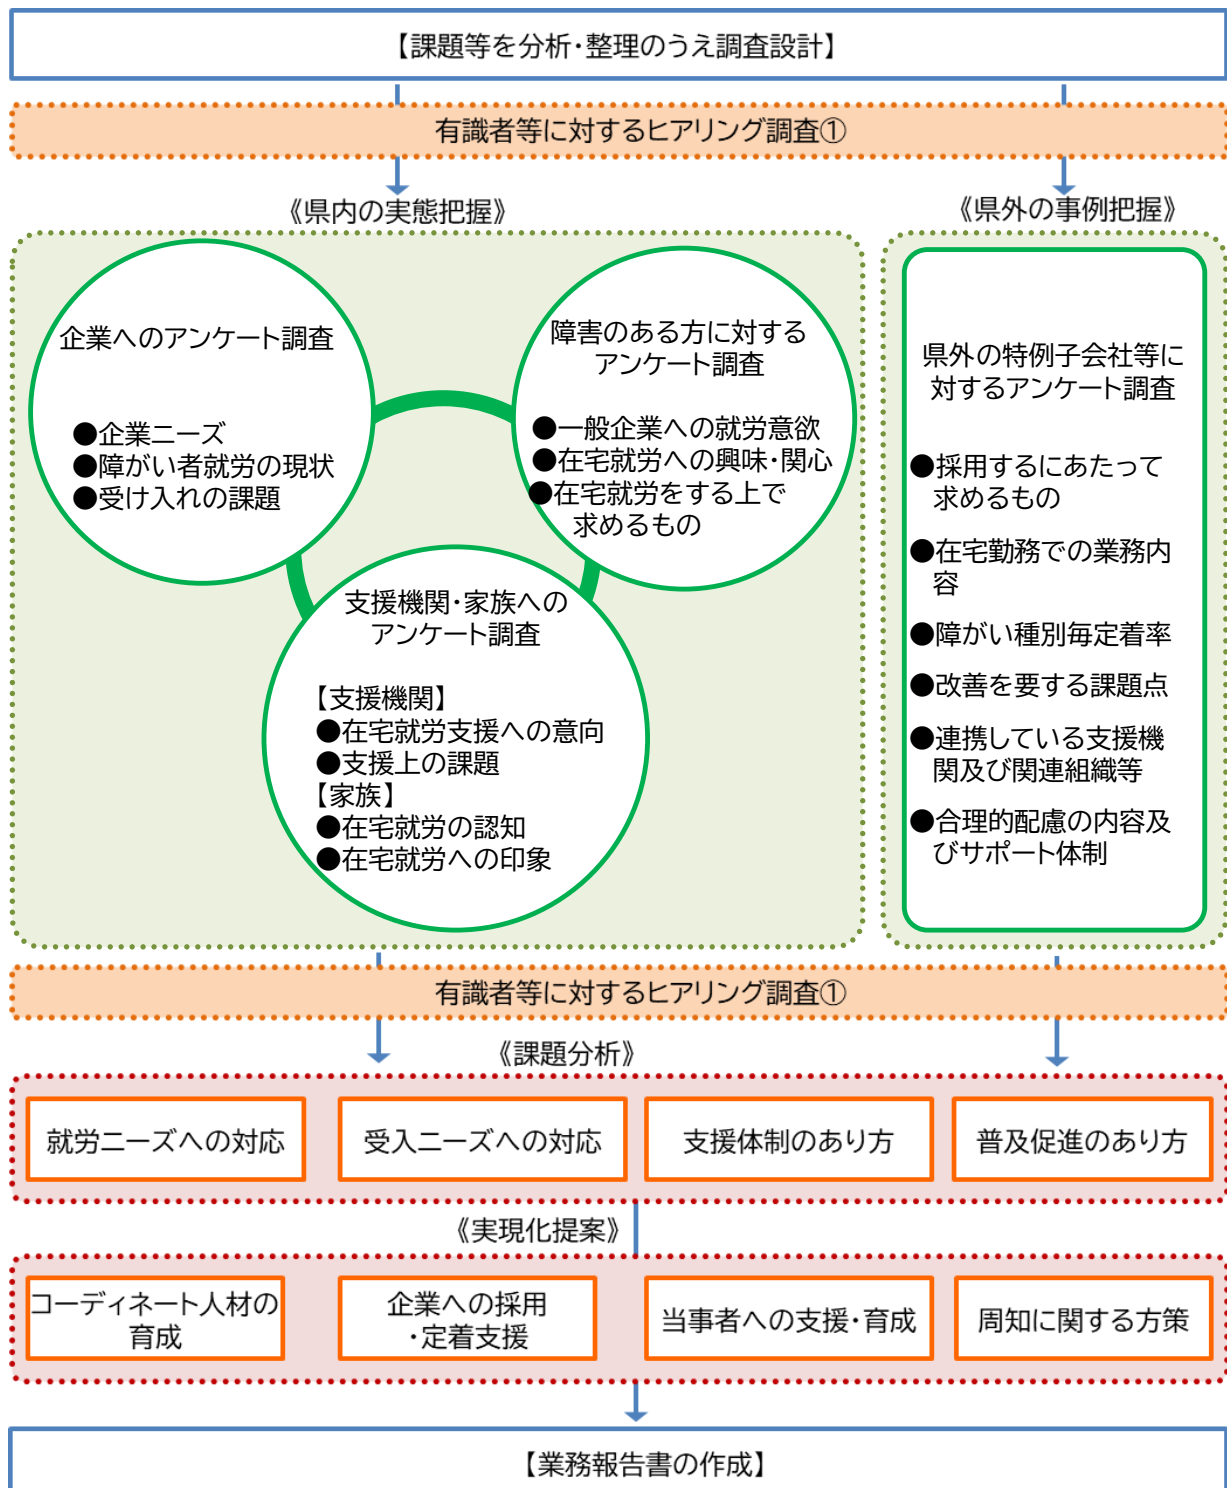 【課題等を分析・整理のうえ調査設計】
有識者等に対するヒアリング調査①
《県内の実態把握》
《県外の事例把握》
企業へのアンケート調査
●企業ニーズ
●障がい者就労の現状
●受け入れの課題
障害のある方に対する
アンケート調査
●一般企業への就労意欲
●在宅就労への興味・関心
●在宅就労をする上で
求めるもの
支援機関・家族への
アンケート調査
【支援機関】
●在宅就労支援への意向
●支援上の課題
【家族】
●在宅就労の認知
●在宅就労への印象
県外の特例子会社等に
対するアンケート調査
●採用するにあたって
求めるもの
●在宅勤務での業務内
容
●障がい種別毎定着率
●改善を要する課題点
●連携している支援機
関及び関連組織等
●合理的配慮の内容及
びサポート体制
有識者等に対するヒアリング調査①
《課題分析》
就労ニーズへの対応
受入ニーズへの対応
支援体制のあり方
普及促進のあり方
《実現化提案》
コーディネート人材の
育成
企業への採用
・定着支援
当事者への支援・育成
周知に関する方策
【業務報告書の作成】